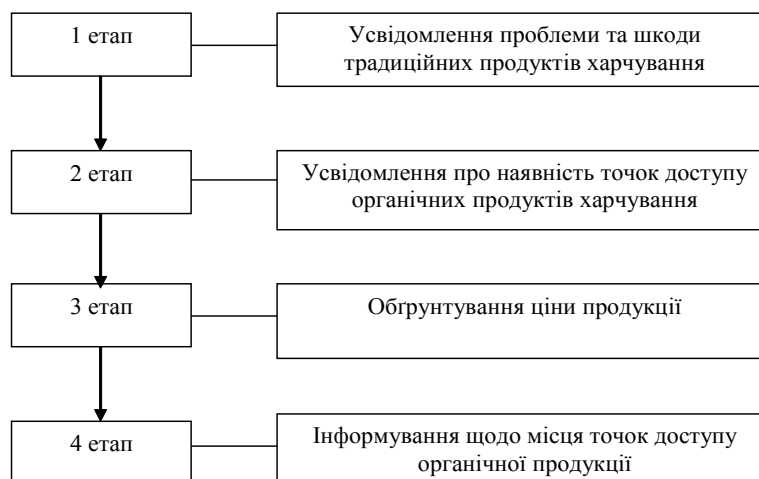 1 етап
Усвідомлення проблеми та шкоди
традиційних продуктів харчування
2 етап
Усвідомлення про наявність точок доступу
органічних продуктів харчування
3 етап
Обґрунтування ціни продукції
4 етап
Інформування щодо місця точок доступу
органічної продукції